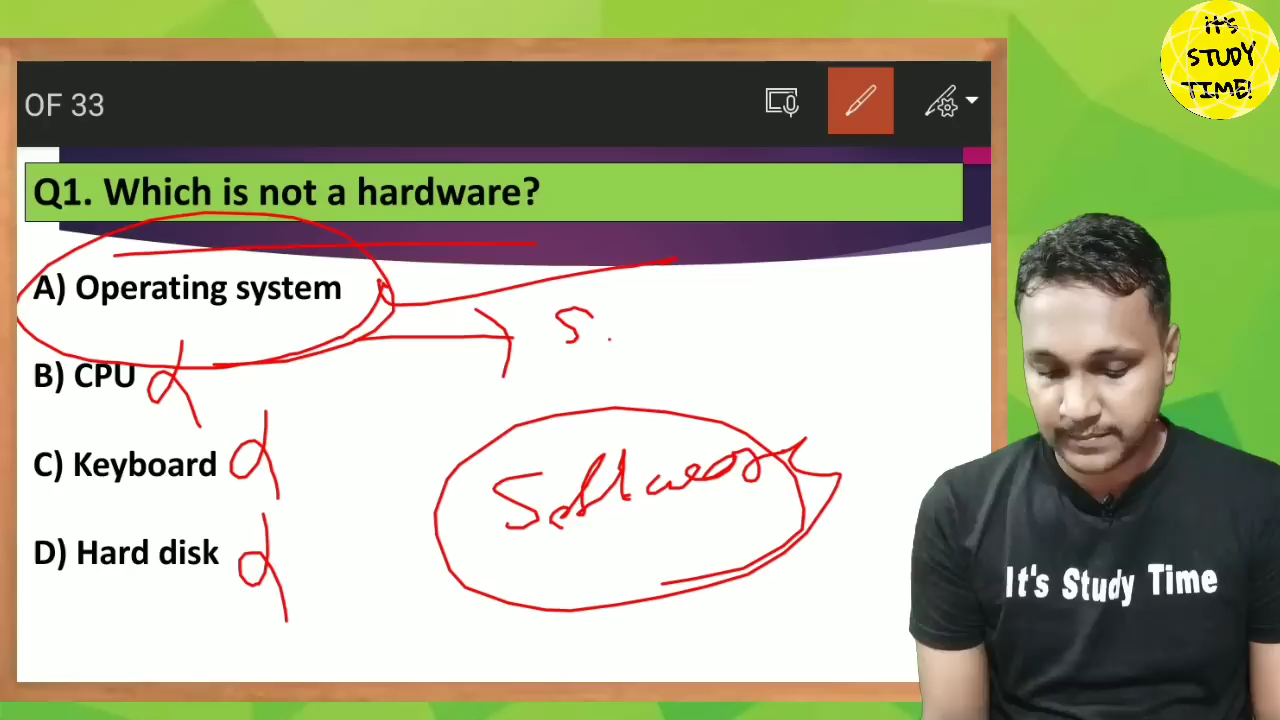 IT'S
STUDY
TIME!
OF 33
Q1. Which is not a hardware?
A) Operating system
S.
B) CPU
C) Keyboard
Software
D) Hard disk
It's Study Time